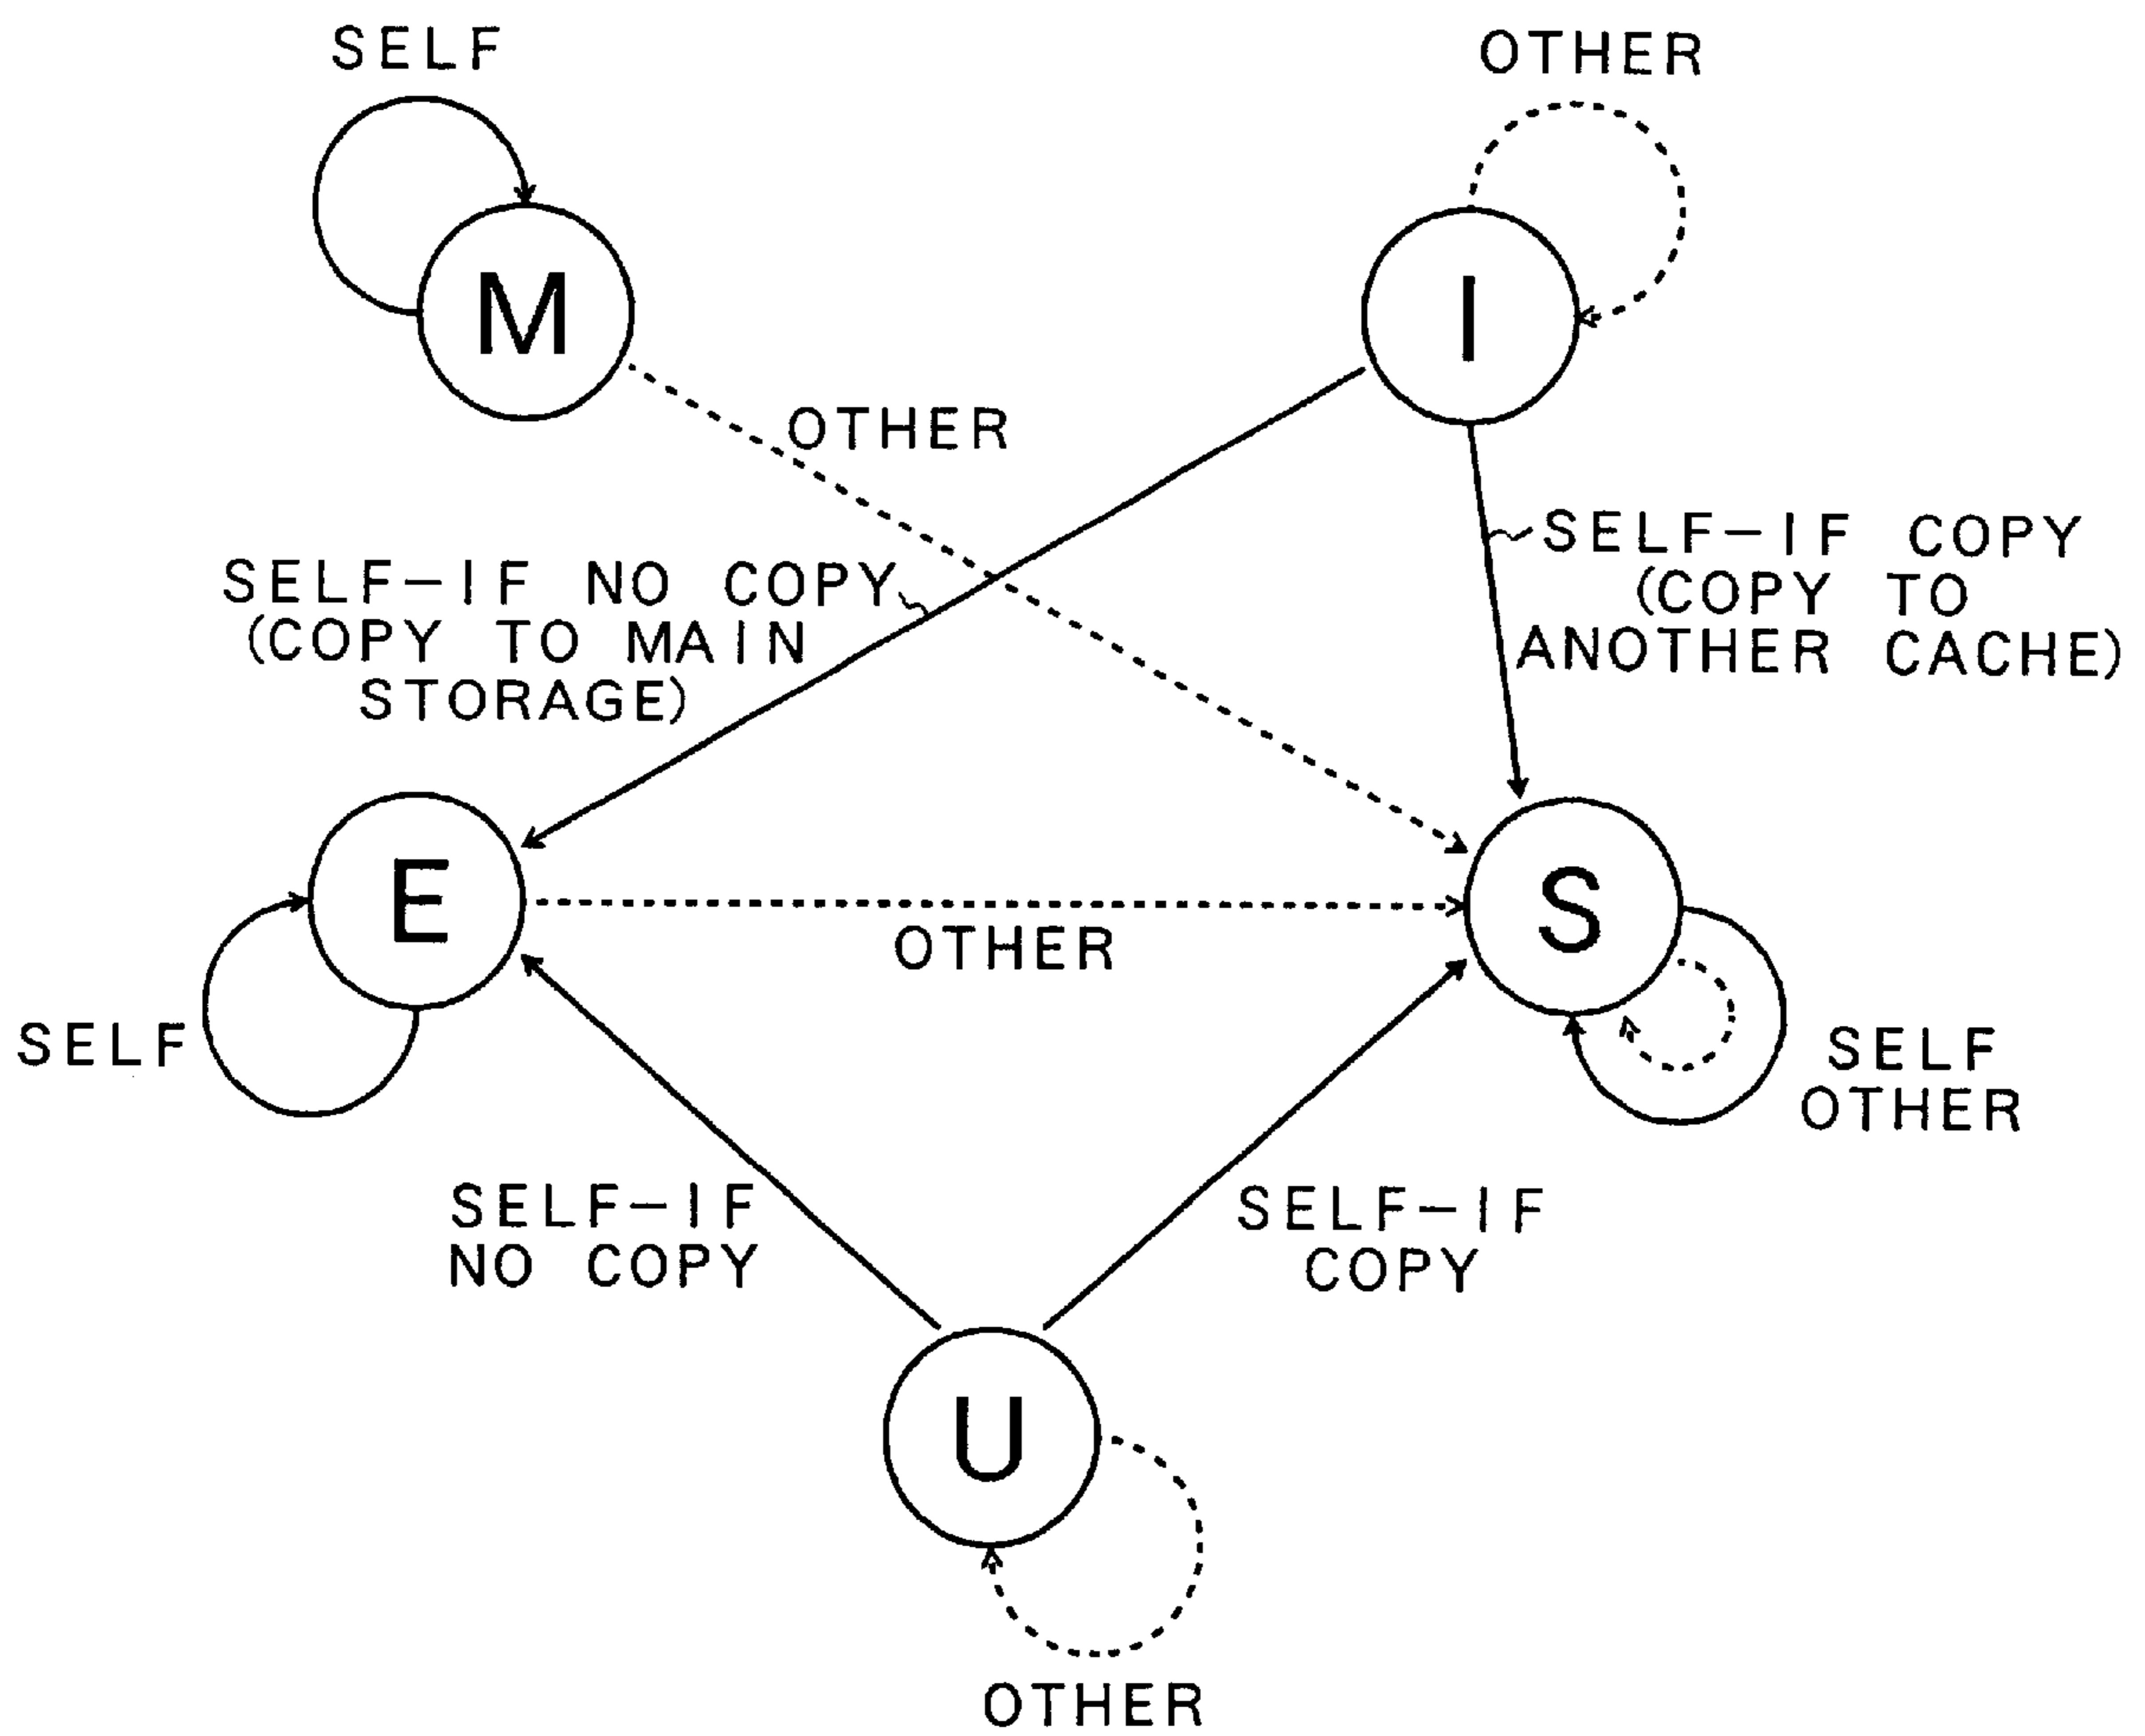 SELF
OTHER
M
I
OTHER
SELF-IF COPY
(COPY TO
ANOTHER CACHE)
SELF-IF NO COPY
(COPY TO MAIN
STORAGE)
E
S
OTHER
SELF
SELF
OTHER
SELF-IF
NO COPY
SELF-IF
COPY
U
OTHER